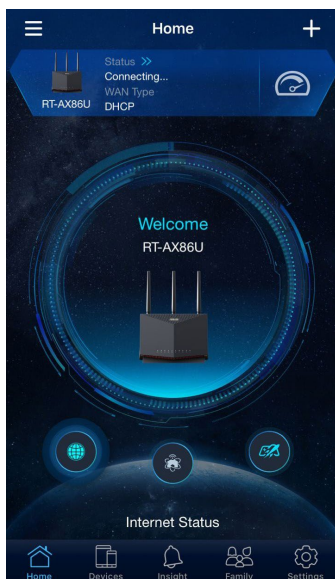 Home
Status
Connecting...
WAN Type
RT-AX86U
DHCP
Welcome
RT-AX86U
Internet Status
Home
Devices
Insight
Family
Settings